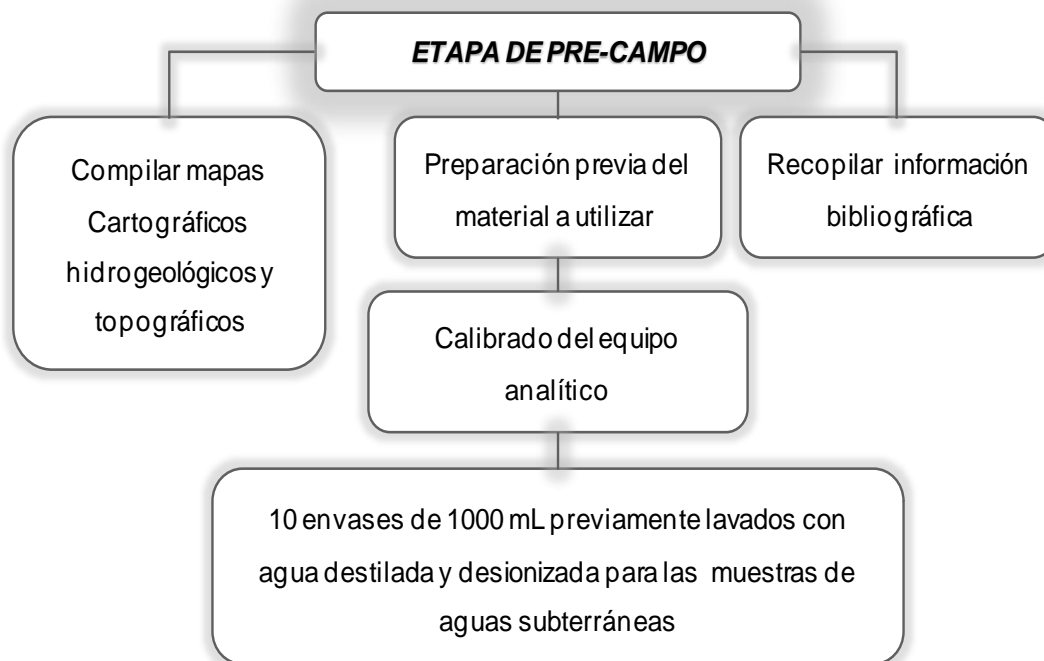 ETAPA DE PRE-CAMPO
Compilar mapas
Cartográficos
hidrogeológicos y
topográficos
Preparación previa del
material a utilizar
Recopilar información
bibliográfica
Calibrado del equipo
analítico
10 envases de 1000 mL previamente lavados con
agua destilada y desionizada para las muestras de
aguas subterráneas